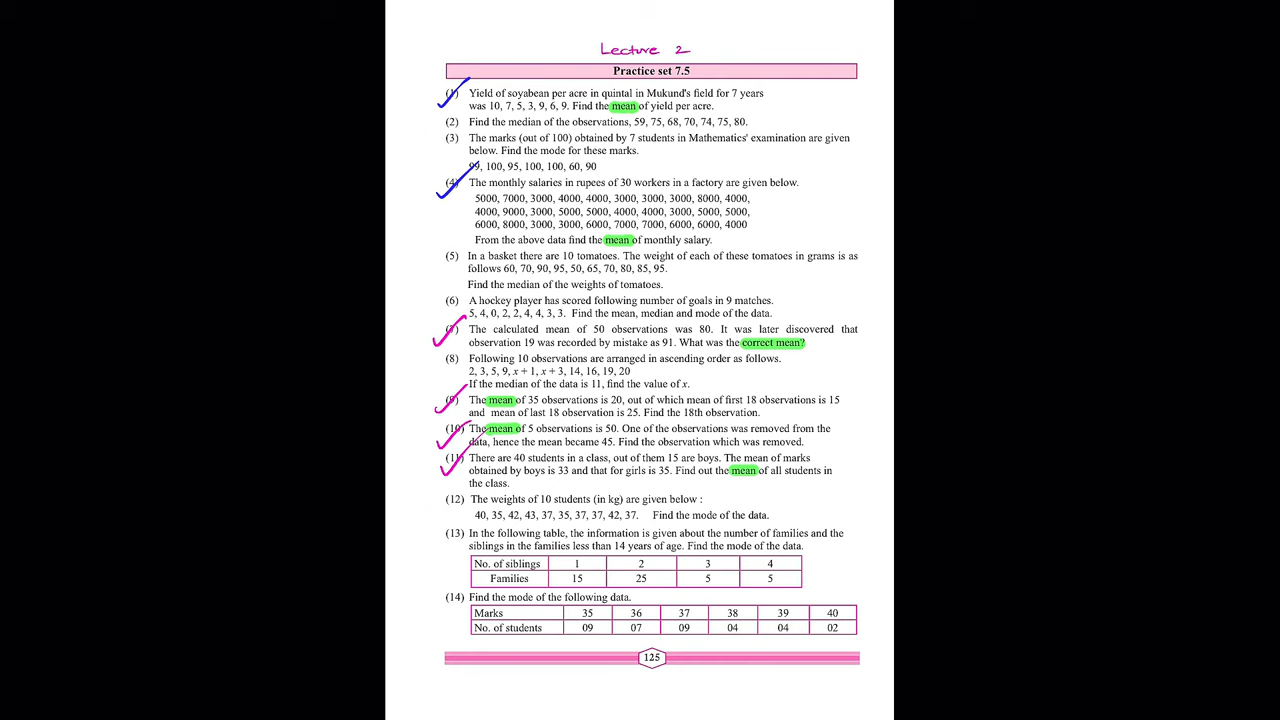 Lecture 2
Practice set 7.5
(1) Yield of soyabean per acre in quintal in Mukund's field for 7 years
was 10, 7, 5, 3, 9, 6, 9. Find the mean of yield per acre.
(2) Find the median of the observations, 59, 75, 68, 70, 74, 75, 80.
(3) The marks (out of 100) obtained by 7 students in Mathematics' examination are given
below. Find the mode for these marks.
99, 100, 95, 100, 100, 60, 90
(4) The monthly salaries in rupees of 30 workers in a factory are given below.
5000, 7000, 3000, 4000, 4000, 3000, 3000, 3000, 8000, 4000,
4000, 9000, 3000, 5000, 5000, 4000, 4000, 3000, 5000, 5000,
6000, 8000, 3000, 3000, 6000, 7000, 7000, 6000, 6000, 4000
From the above data find the mean of monthly salary.
(5) In a basket there are 10 tomatoes. The weight of each of these tomatoes in grams is as
follows 60, 70, 90, 95, 50, 65, 70, 80, 85, 95.
Find the median of the weights of tomatoes.
(6) A hockey player has scored following number of goals in 9 matches.
5, 4, 0, 2, 2, 4, 4, 3, 3. Find the mean, median and mode of the data.
(7) The calculated mean of 50 observations was 80. It was later discovered that
observation 19 was recorded by mistake as 91. What was the correct mean?
(8) Following 10 observations are arranged in ascending order as follows.
2, 3, 5, 9, x + 1, x + 3, 14, 16, 19, 20
If the median of the data is 11, find the value of x.
(9) The mean of 35 observations is 20, out of which mean of first 18 observations is 15
and mean of last 18 observation is 25. Find the 18th observation.
(10) The mean of 5 observations is 50. One of the observations was removed from the
data, hence the mean became 45. Find the observation which was removed.
(11) There are 40 students in a class, out of them 15 are boys. The mean of marks
obtained by boys is 33 and that for girls is 35. Find out the mean of all students in
the class.
(12) The weights of 10 students (in kg) are given below :
40, 35, 42, 43, 37, 35, 37, 37, 42, 37. Find the mode of the data.
(13) In the following table, the information is given about the number of families and the
siblings in the families less than 14 years of age. Find the mode of the data.
No. of siblings 1 2 3 4
Families 15 25 5 5
(14) Find the mode of the following data.
Marks 35 36 37 38 39 40
No. of students 09 07 09 04 04 02
125